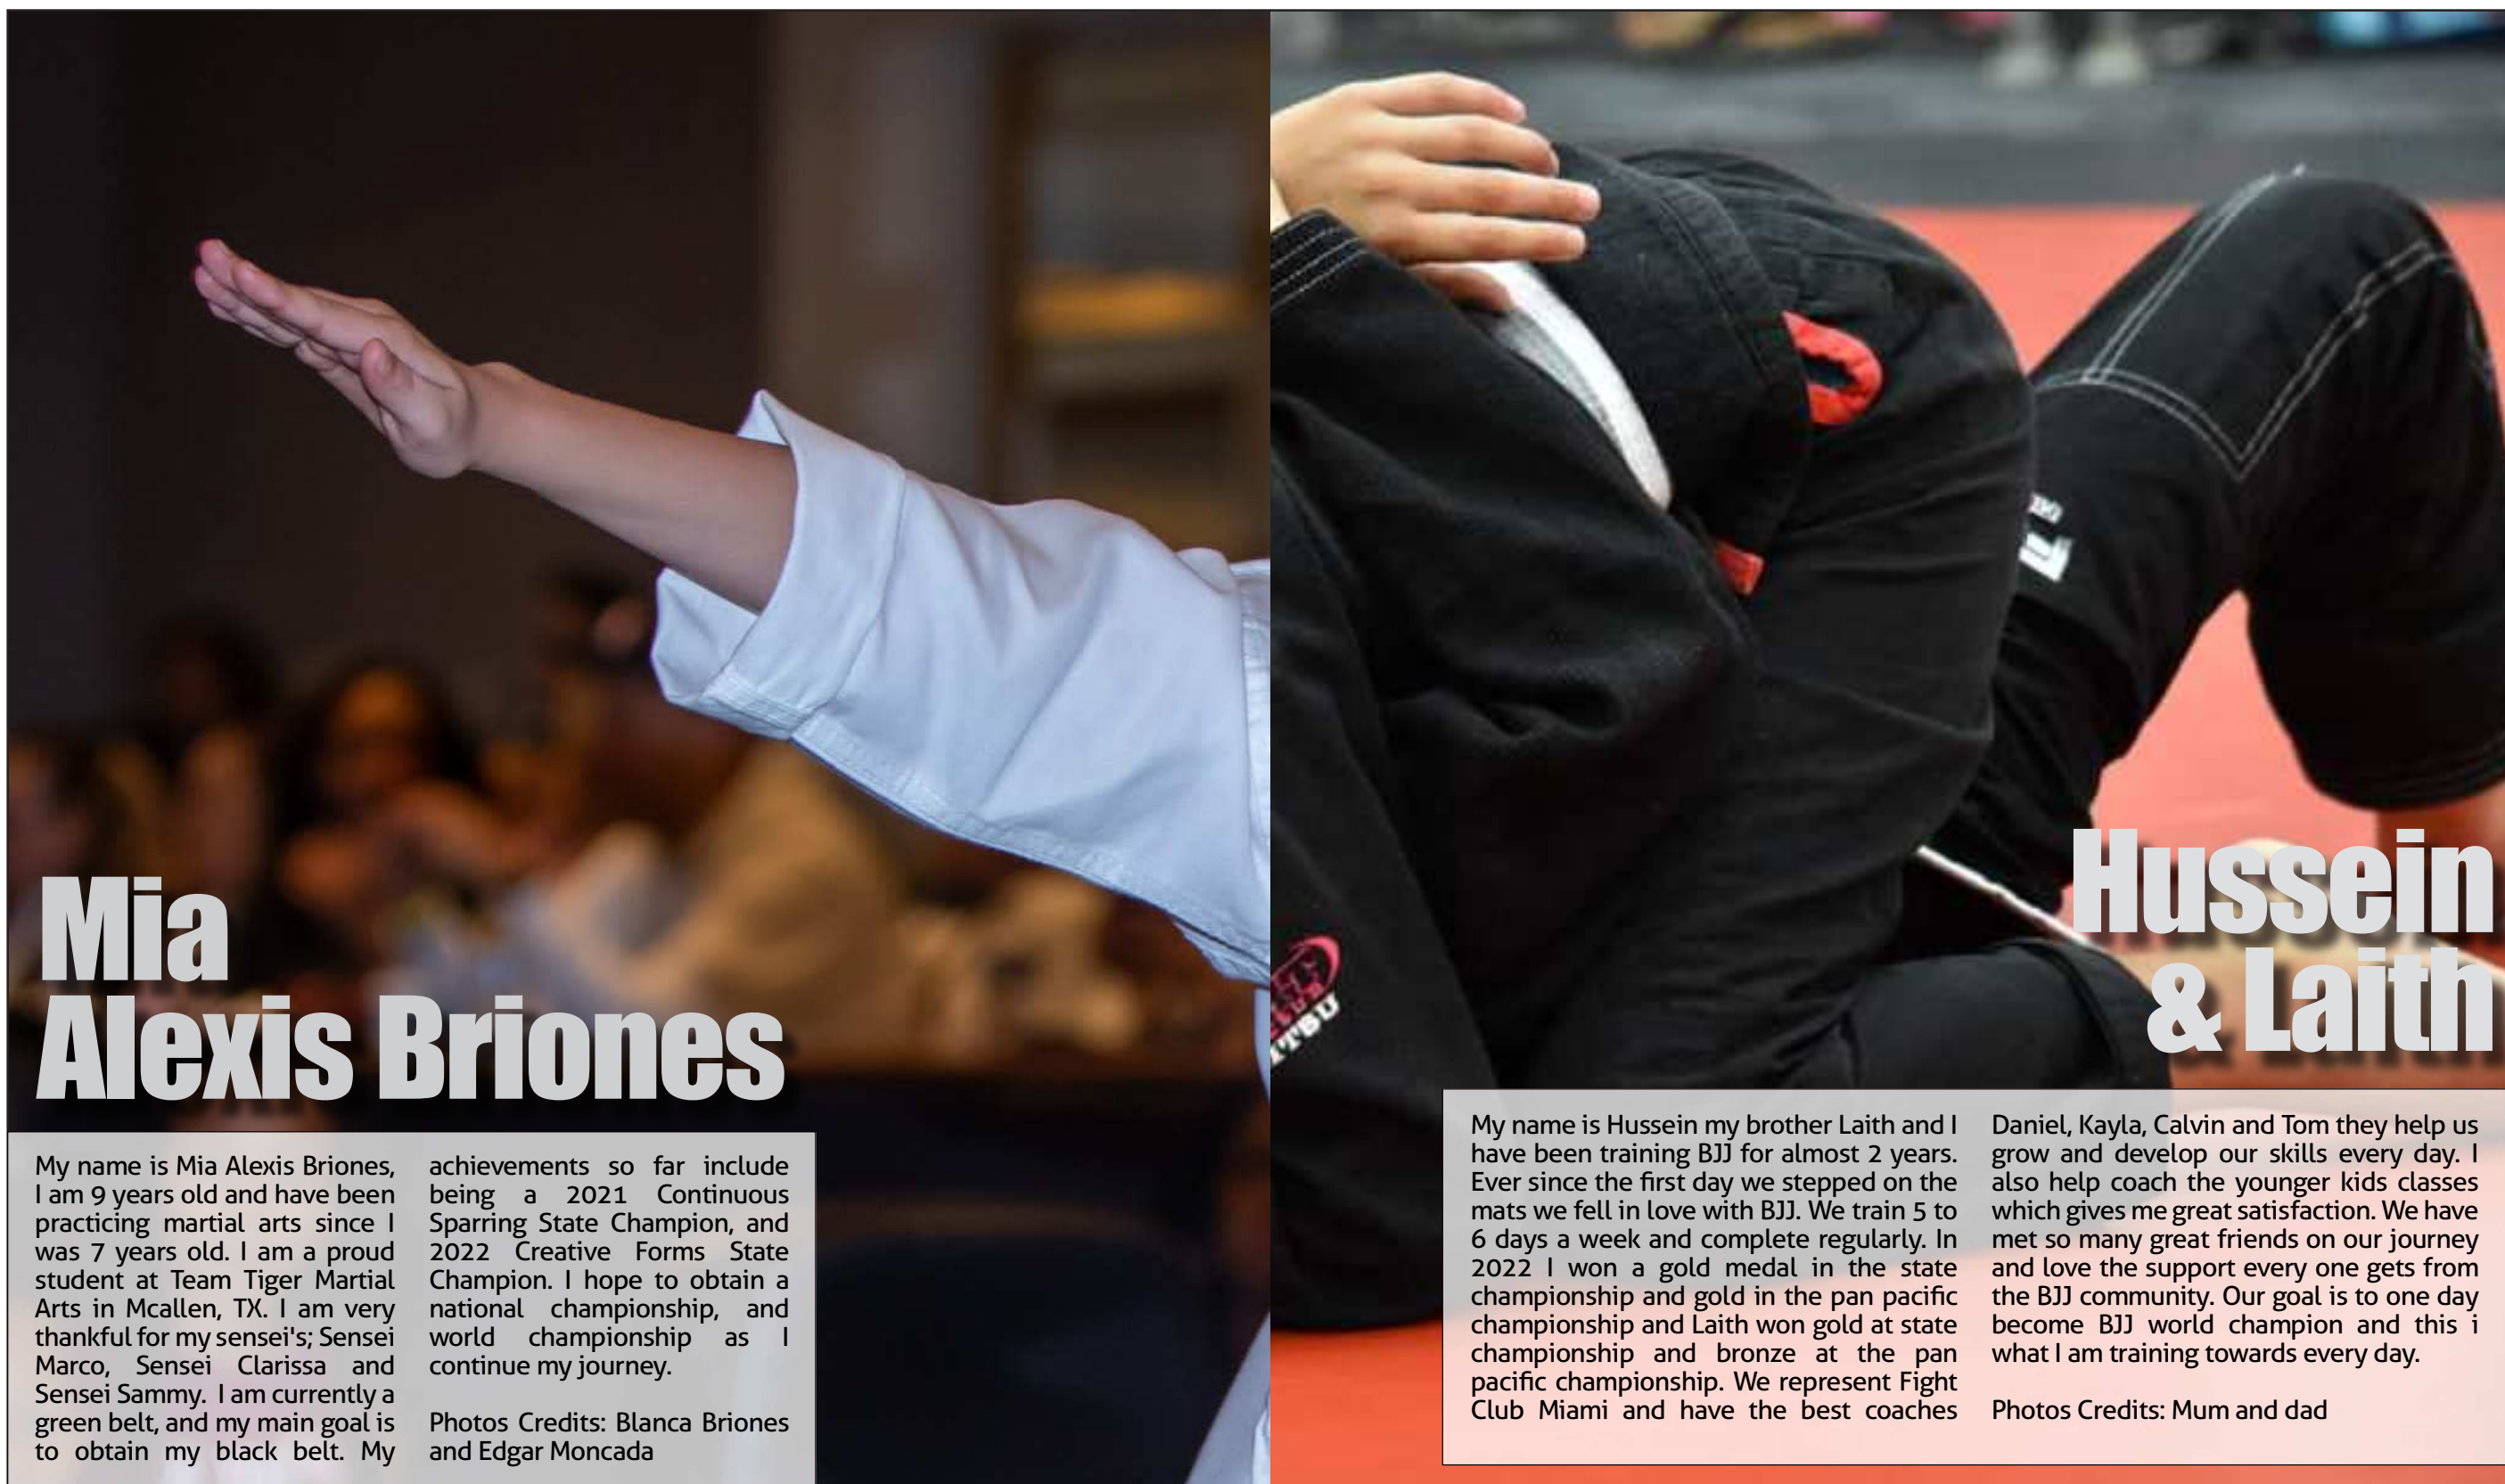 Mia
Alexis Briones
My name is Mia Alexis Briones,
I am 9 years old and have been
practicing martial arts since I
was 7 years old. I am a proud
student at Team Tiger Martial
Arts in Mcallen, TX. I am very
thankful for my sensei's; Sensei
Marco, Sensei Clarissa and
Sensei Sammy. I am currently a
green belt, and my main goal is
to obtain my black belt. My
achievements so far include
being a 2021 Continuous
Sparring State Champion, and
2022 Creative Forms State
Champion. I hope to obtain a
national championship, and
world championship as I
continue my journey.
Photos Credits: Blanca Briones
and Edgar Moncada
Hussein
& Laith
My name is Hussein my brother Laith and I
have been training BJJ for almost 2 years.
Ever since the first day we stepped on the
mats we fell in love with BJJ. We train 5 to
6 days a week and complete regularly. In
2022 I won a gold medal in the state
championship and gold in the pan pacific
championship and Laith won gold at state
championship and bronze at the pan
pacific championship. We represent Fight
Club Miami and have the best coaches
Daniel, Kayla, Calvin and Tom they help us
grow and develop our skills every day. I
also help coach the younger kids classes
which gives me great satisfaction. We have
met so many great friends on our journey
and love the support every one gets from
the BJJ community. Our goal is to one day
become BJJ world champion and this i
what I am training towards every day.
Photos Credits: Mum and dad